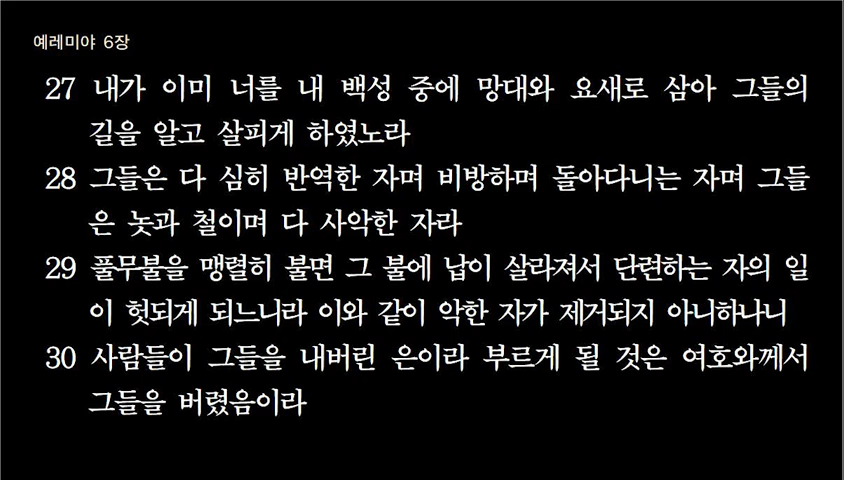 예레미야 6장
27 내가 이미 너를 내 백성 중에 망대와 요새로 삼아 그들의
길을 알고 살피게 하였노라
28 그들은 다 심히 반역한 자며 비방하며 돌아다니는 자며 그들
은 놋과 철이며 다 사악한 자라
29 풀무불을 맹렬히 불면 그 불에 납이 살라져서 단련하는 자의 일
이 헛되게 되느니라 이와 같이 악한 자가 제거되지 아니하나니
30 사람들이 그들을 내버린 은이라 부르게 될 것은 여호와께서
그들을 버렸음이라